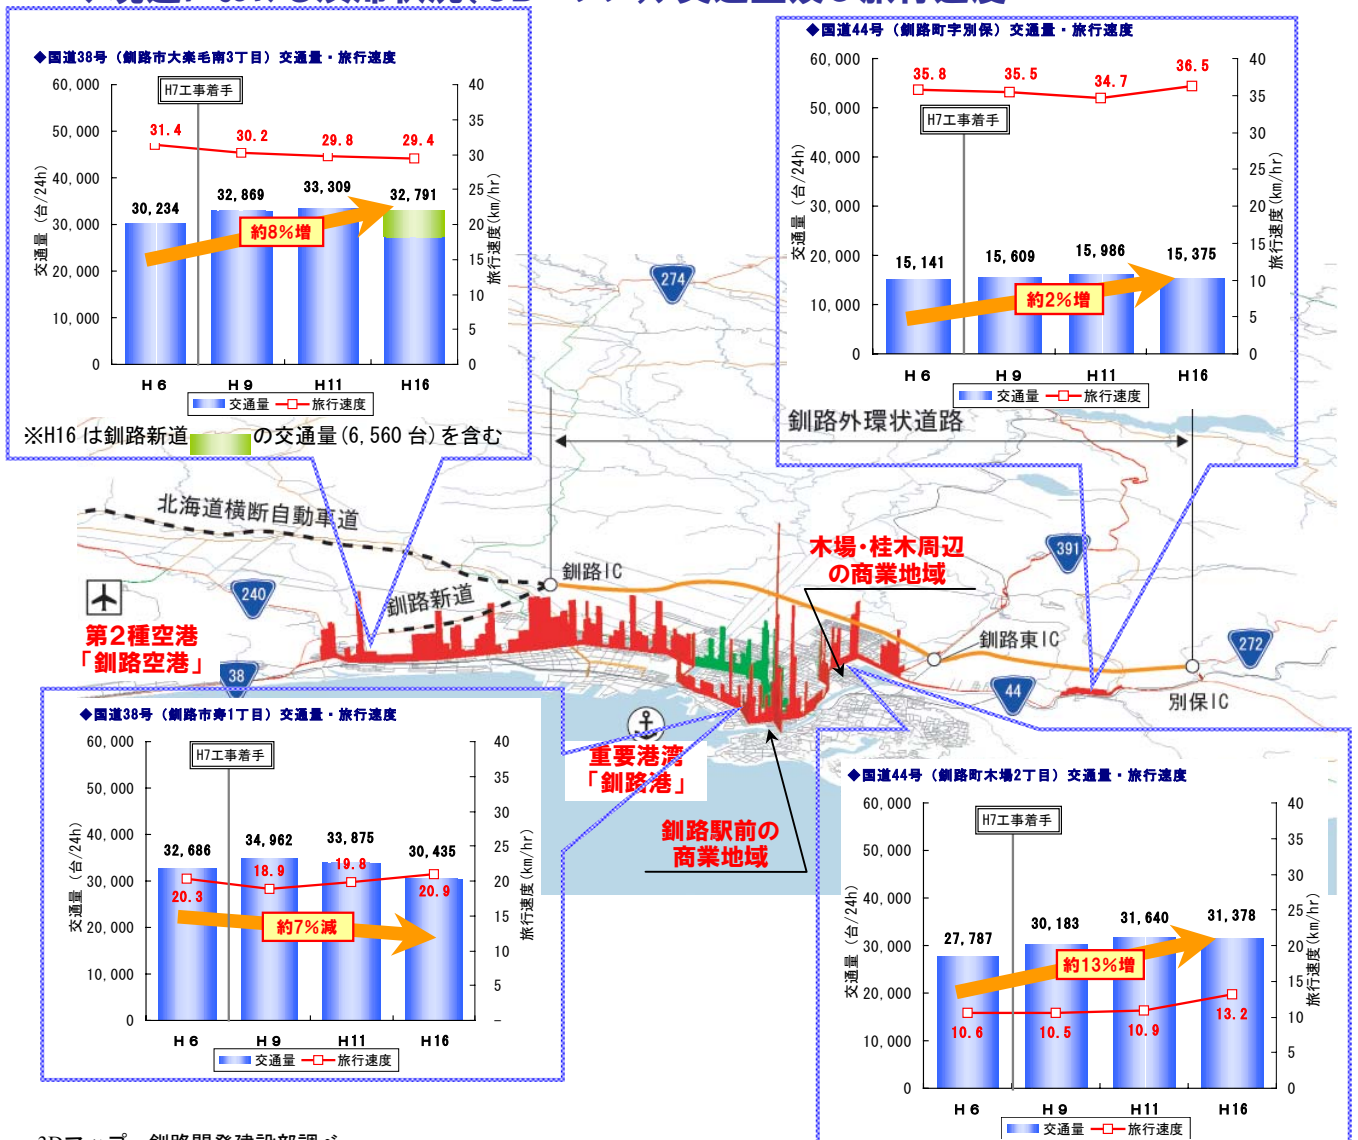 ◆国道38号（釧路市大楽毛南3丁目）交通量・旅行速度
60,000
50,000
40,000
30,000
20,000
10,000
0
交通量（台/24h）
40
35
30
25
20
15
10
5
0
旅行速度(km/hr)
H7工事着手
31.4
30.2
29.8
29.4
30,234
32,869
33,309
32,791
約8%増
H6
H9
H11
H16
交通量
旅行速度
※H16は釧路新道
の交通量(6,560台)を含む
◆国道44号（釧路町字別保）交通量・旅行速度
60,000
50,000
40,000
30,000
20,000
10,000
0
交通量（台/24h）
40
35
30
25
20
15
10
5
0
旅行速度(km/hr)
H7工事着手
35.8
35.5
34.7
36.5
15,141
15,609
15,986
15,375
約2%増
H6
H9
H11
H16
交通量
旅行速度
274
釧路外環状道路
北海道横断自動車道
釧路新道
釧路IC
240
第2種空港
「釧路空港」
38
木場・桂木周辺
の商業地域
391
釧路東IC
272
44
別保IC
重要港湾
「釧路港」
釧路駅前の
商業地域
◆国道38号（釧路市寿1丁目）交通量・旅行速度
60,000
50,000
40,000
30,000
20,000
10,000
0
交通量（台/24h）
40
35
30
25
20
15
10
5
–
旅行速度(km/hr)
H7工事着手
32,686
34,962
33,875
30,435
20.3
18.9
19.8
20.9
約7%減
H6
H9
H11
H16
交通量
旅行速度
◆国道44号（釧路町木場2丁目）交通量・旅行速度
60,000
50,000
40,000
30,000
20,000
10,000
0
交通量（台/24h）
40
35
30
25
20
15
10
5
0
旅行速度(km/hr)
H7工事着手
27,787
30,183
31,640
31,378
約13%増
10.6
10.5
10.9
13.2
H6
H9
H11
H16
交通量
旅行速度